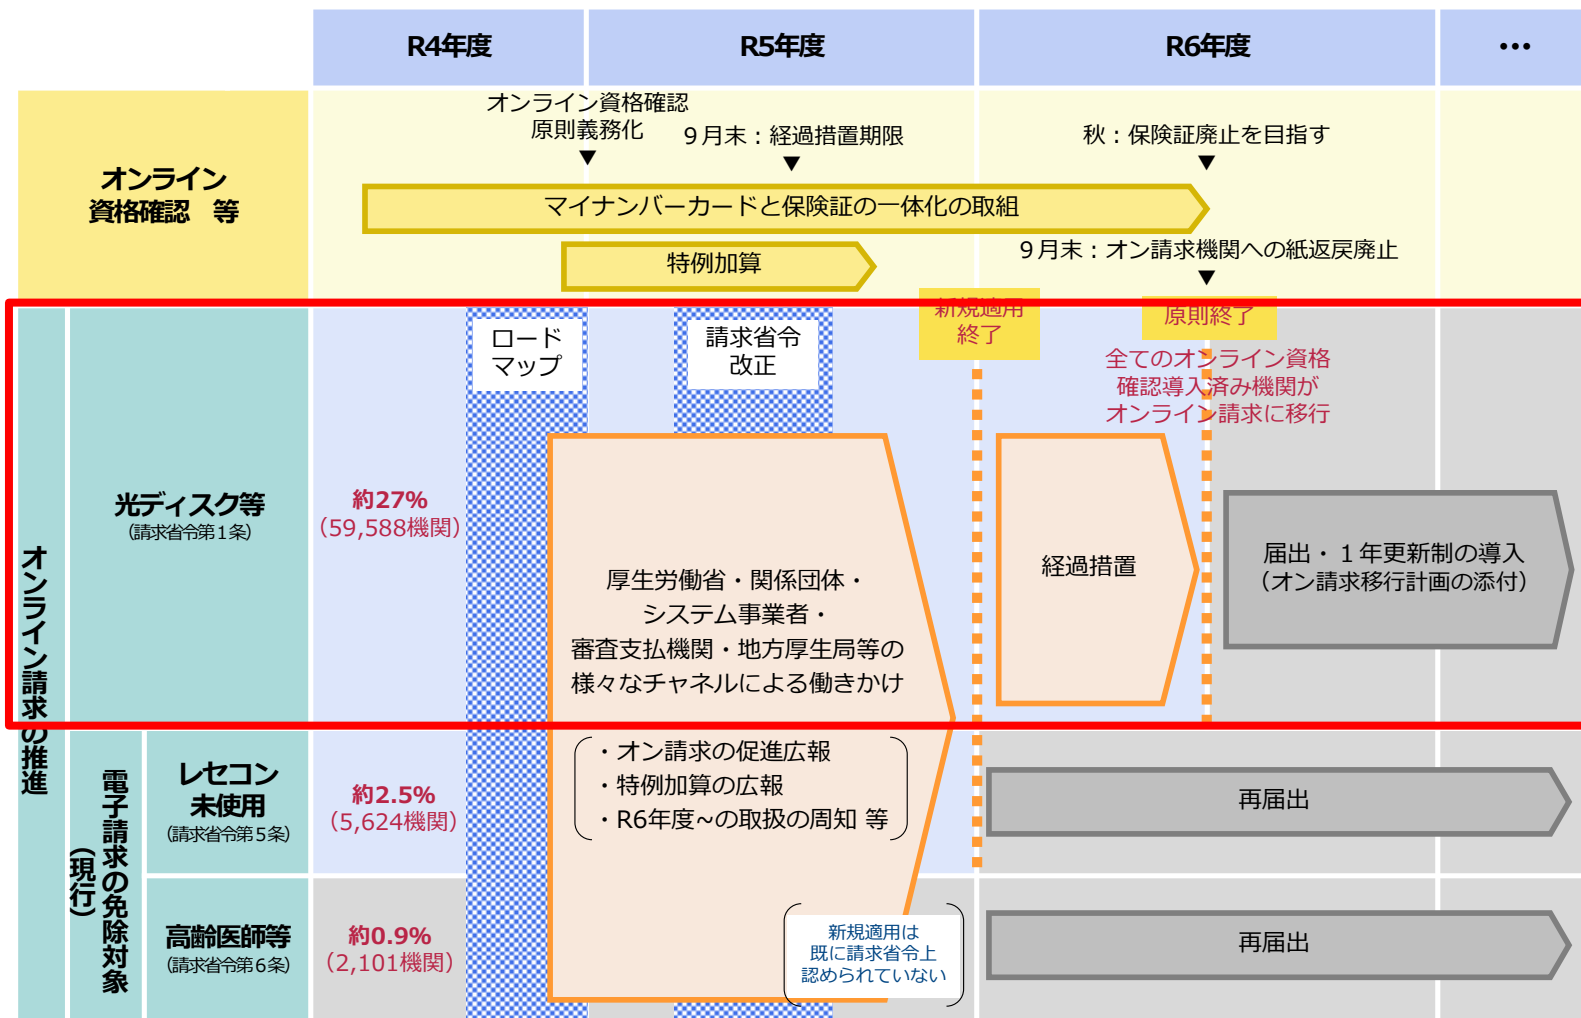 R4年度
R5年度
R6年度
…
オンライン
資格確認　等
オンライン資格確認
原則義務化
９月末：経過措置期限
秋：保険証廃止を目指す
マイナンバーカードと保険証の一体化の取組
特例加算
９月末：オン請求機関への紙返戻廃止
オンライン請求の推進
光ディスク等
（請求省令第１条）
約27%
（59,588機関）
ロード
マップ
請求省令
改正
新規適用
終了
原則終了
全てのオンライン資格
確認導入済み機関が
オンライン請求に移行
厚生労働省・関係団体・
システム事業者・
審査支払機関・地方厚生局等の
様々なチャネルによる働きかけ
経過措置
届出・１年更新制の導入
（オン請求移行計画の添付）
電子請求の免除対象
（現行）
レセコン
未使用
（請求省令第５条）
約2.5%
（5,624機関）
・オン請求の促進広報
・特例加算の広報
・R6年度~の取扱の周知 等
再届出
高齢医師等
（請求省令第６条）
約0.9%
（2,101機関）
新規適用は
既に請求省令上
認められていない
再届出